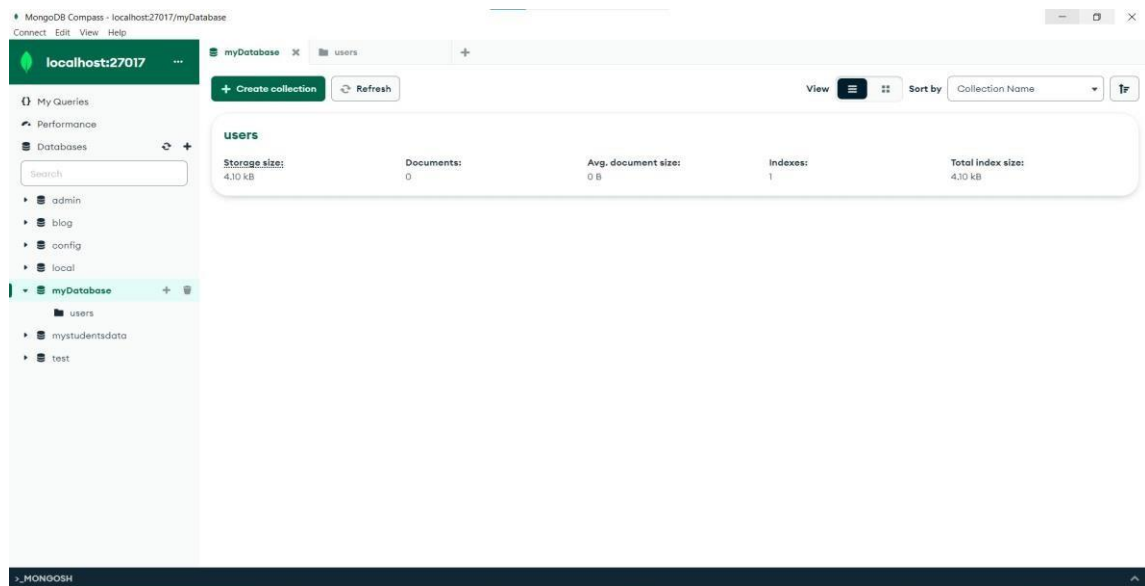 MongoDB Compass - localhost:27017/myDatabase
Connect Edit View Help
localhost:27017 ...
{} My Queries
Performance
Databases
Search
admin
blog
config
local
myDatabase
users
mystudentsdata
test
myDatabase users
+ Create collection Refresh View Sort by Collection Name
users
Storage size: Documents: Avg. document size: Indexes: Total index size:
4.10 kB 0 0 B 1 4.10 kB
>_MONGOSH